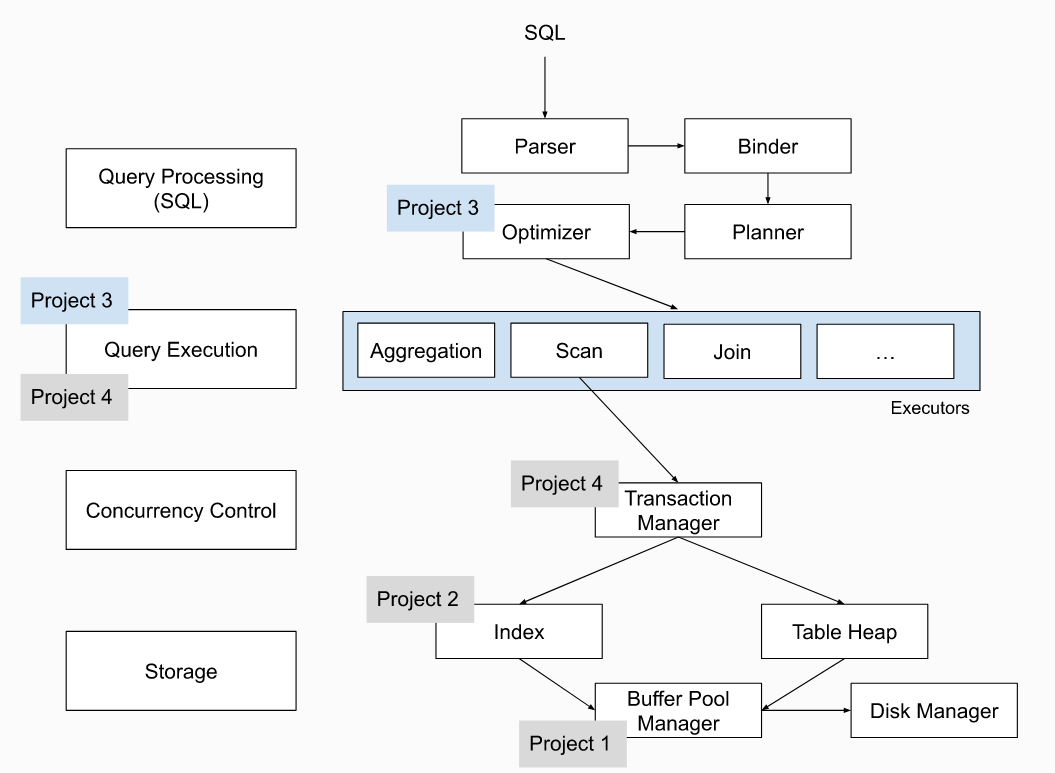 SQL
Parser
Binder
Query Processing
(SQL)
Project 3
Optimizer
Planner
Project 3
Query Execution
Project 4
Aggregation
Scan
Join
...
Executors
Concurrency Control
Project 4
Transaction
Manager
Project 2
Index
Table Heap
Storage
Buffer Pool
Manager
Disk Manager
Project 1